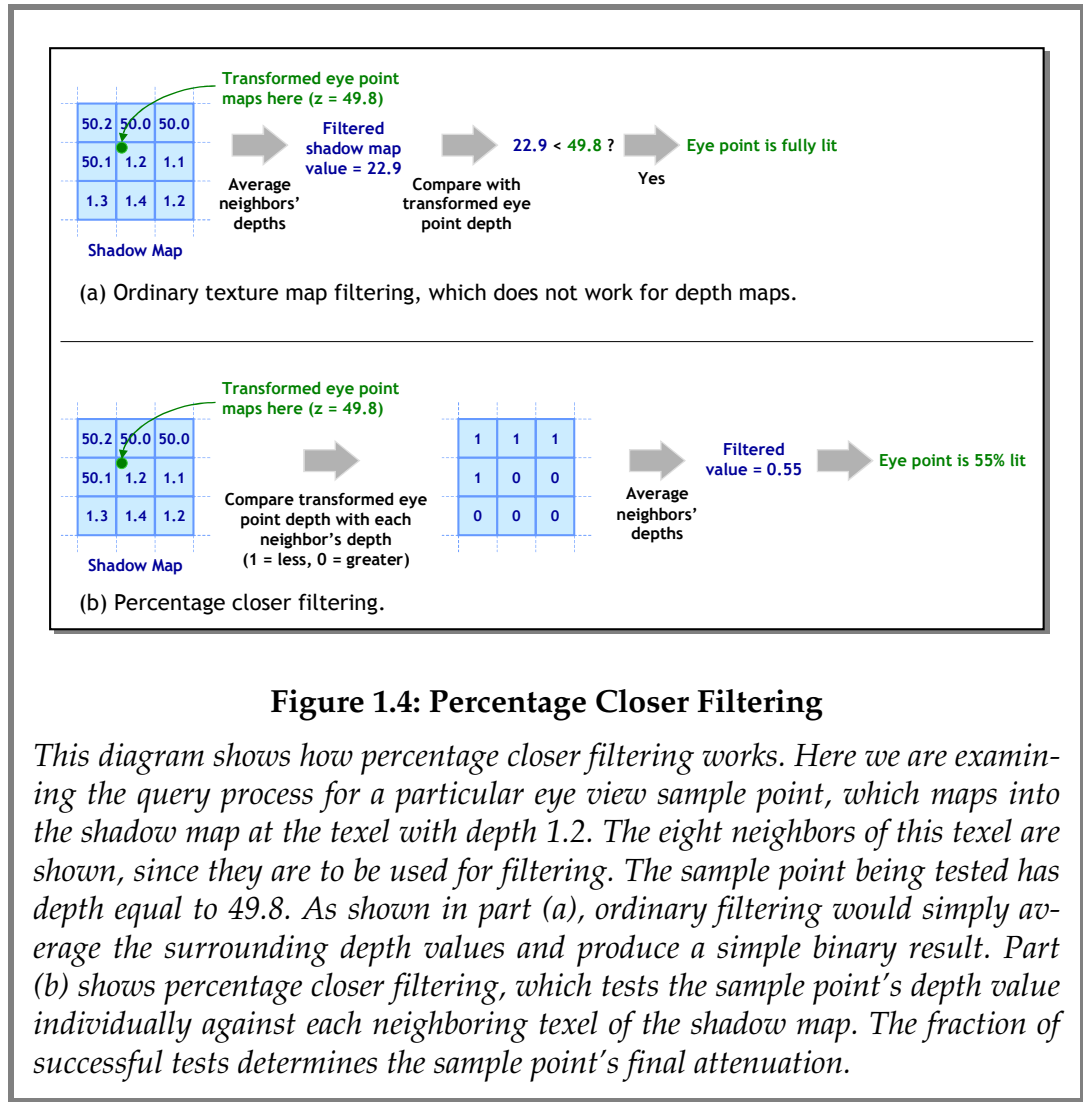 Transformed eye point
maps here (z = 49.8)
50.2 50.0 50.0
50.1 1.2 1.1
1.3 1.4 1.2
Shadow Map
Average
neighbors’
depths
Filtered
shadow map
value = 22.9
Compare with
transformed eye
point depth
22.9 < 49.8 ?
Yes
Eye point is fully lit
(a) Ordinary texture map filtering, which does not work for depth maps.
Transformed eye point
maps here (z = 49.8)
50.2 50.0 50.0
50.1 1.2 1.1
1.3 1.4 1.2
Shadow Map
Compare transformed eye
point depth with each
neighbor’s depth
(1 = less, 0 = greater)
1 1 1
1 0 0
0 0 0
Average
neighbors’
depths
Filtered
value = 0.55
Eye point is 55% lit
(b) Percentage closer filtering.
Figure 1.4: Percentage Closer Filtering
This diagram shows how percentage closer filtering works. Here we are examin-
ing the query process for a particular eye view sample point, which maps into
the shadow map at the texel with depth 1.2. The eight neighbors of this texel are
shown, since they are to be used for filtering. The sample point being tested has
depth equal to 49.8. As shown in part (a), ordinary filtering would simply av-
erage the surrounding depth values and produce a simple binary result. Part
(b) shows percentage closer filtering, which tests the sample point’s depth value
individually against each neighboring texel of the shadow map. The fraction of
successful tests determines the sample point’s final attenuation.